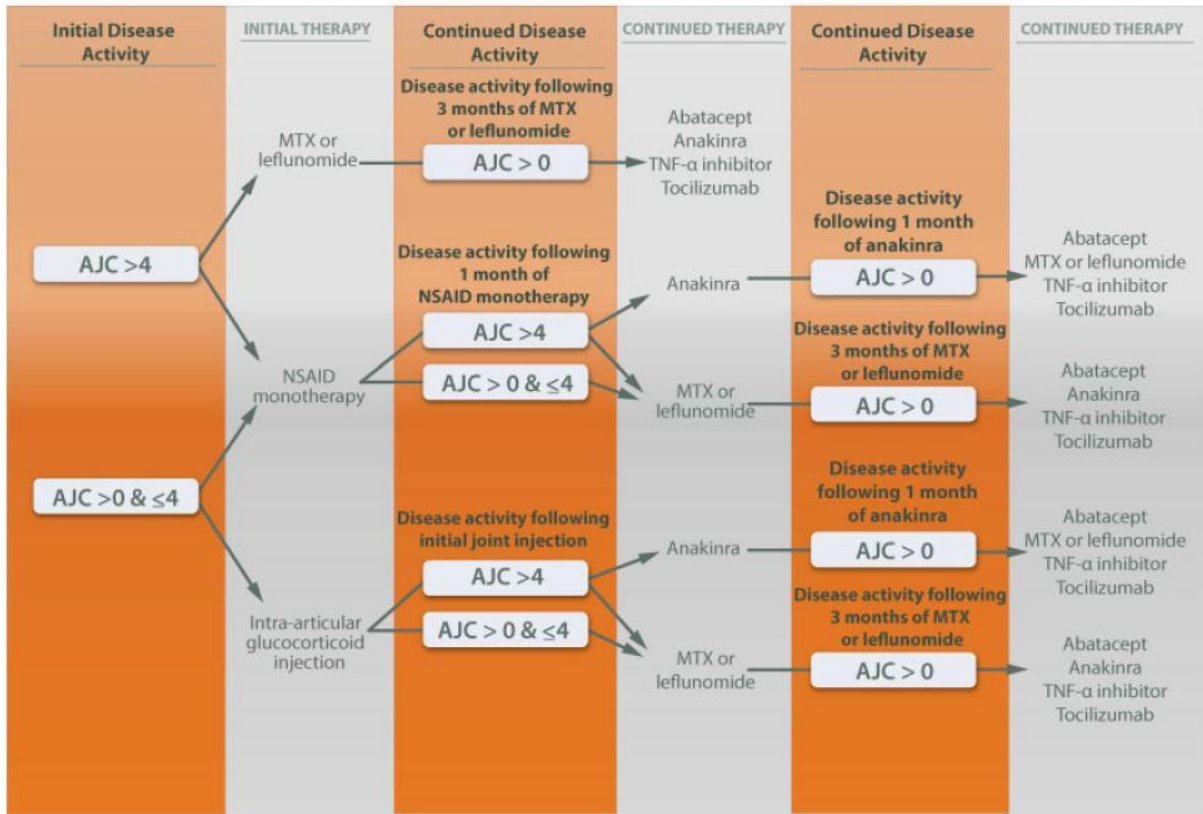 Initial Disease
Activity
INITIAL THERAPY
Continued Disease
Activity
CONTINUED THERAPY
Continued Disease
Activity
CONTINUED THERAPY
AJC >4
AJC >0 & ≤4
MTX or
leflunomide
NSAID
monotherapy
Intra-articular
glucocorticoid
injection
Disease activity following
3 months of MTX
or leflunomide
AJC > 0
Disease activity following
1 month of
NSAID monotherapy
AJC >4
AJC > 0 & ≤4
Disease activity following
initial joint injection
AJC >4
AJC > 0 & ≤4
Abatacept
Anakinra
TNF-α inhibitor
Tocilizumab
Anakinra
MTX or
leflunomide
Anakinra
MTX or
leflunomide
Disease activity
following 1 month
of anakinra
AJC > 0
Disease activity following
3 months of MTX
or leflunomide
AJC > 0
Disease activity
following 1 month
of anakinra
AJC > 0
Disease activity following
3 months of MTX
or leflunomide
AJC > 0
Abatacept
MTX or leflunomide
TNF-α inhibitor
Tocilizumab
Abatacept
Anakinra
TNF-α inhibitor
Tocilizumab
Abatacept
MTX or leflunomide
TNF-α inhibitor
Tocilizumab
Abatacept
Anakinra
TNF-α inhibitor
Tocilizumab